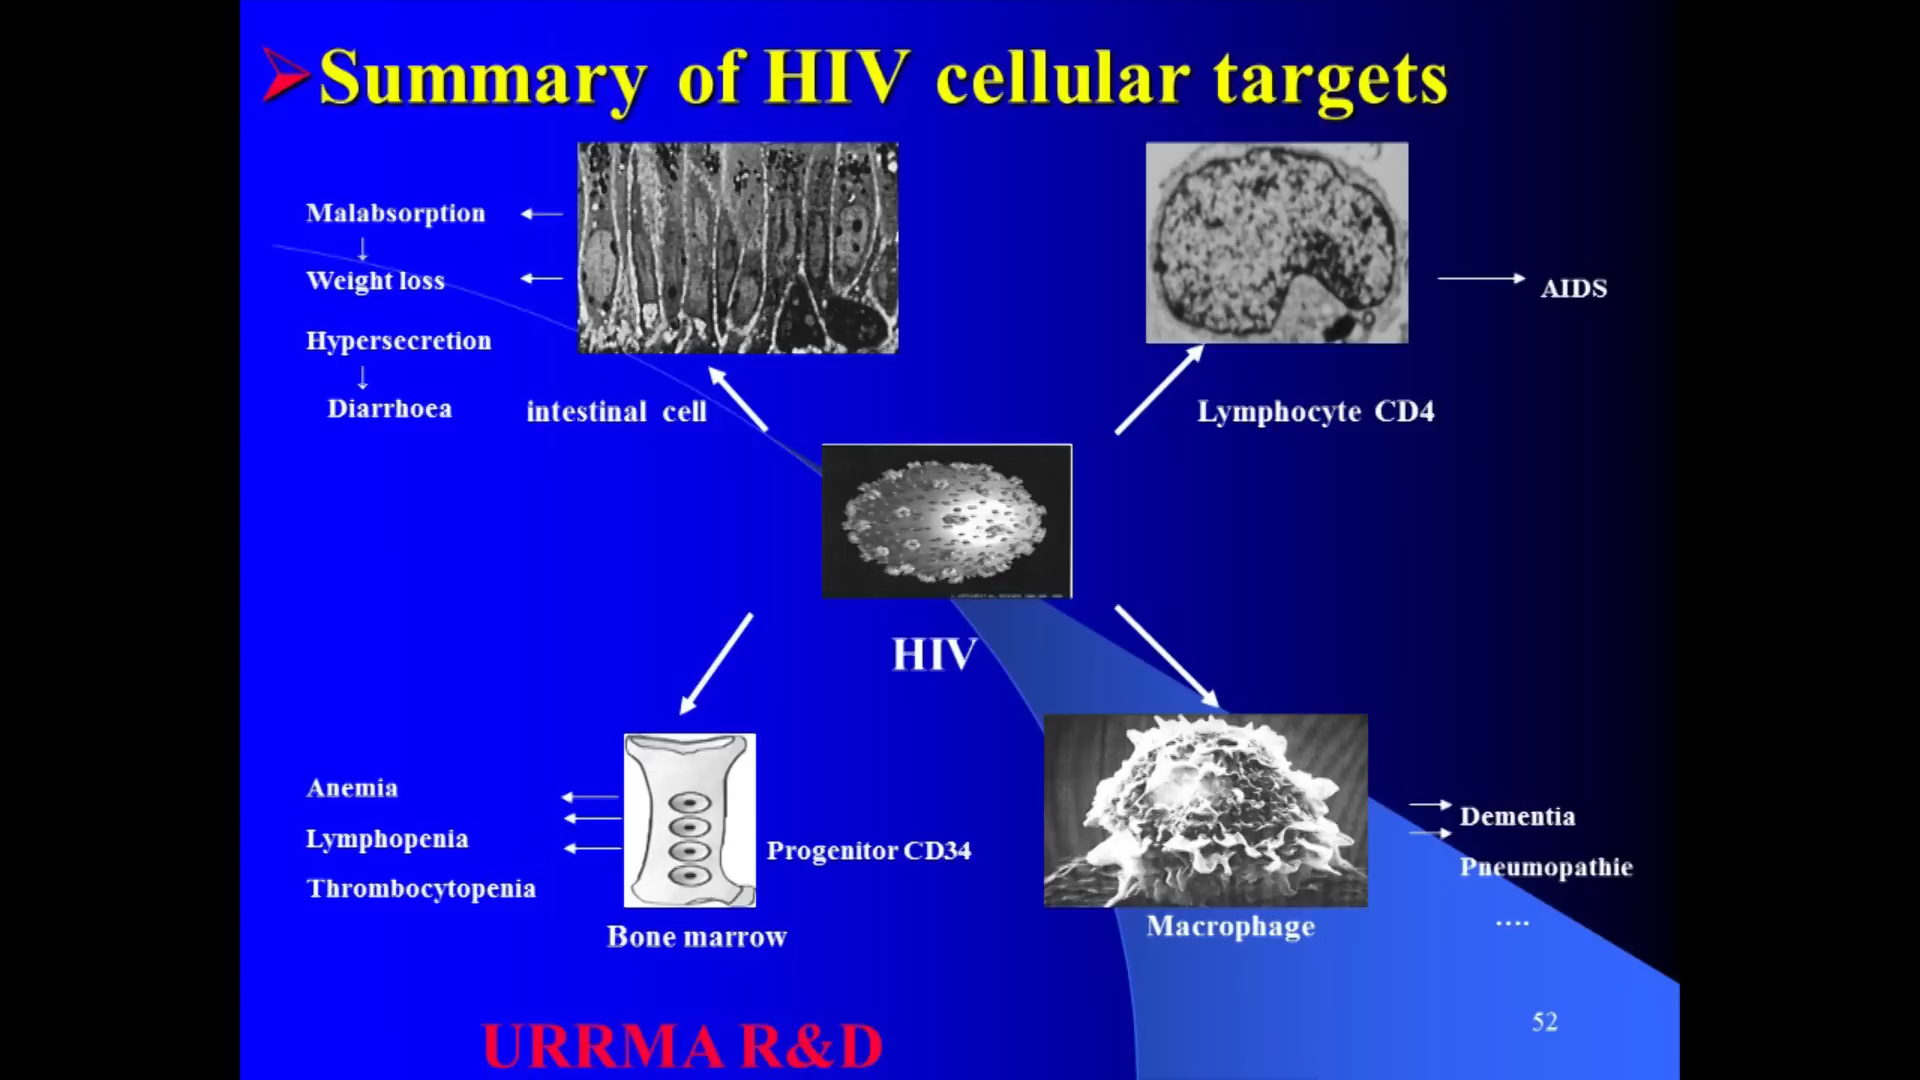 Summary of HIV cellular targets
Malabsorption
↓
Weight loss
Hypersecretion
↓
Diarrhoea
intestinal cell
AIDS
Lymphocyte CD4
HIV
Anemia
Lymphopenia
Thrombocytopenia
Progenitor CD34
Bone marrow
Macrophage
Dementia
Pneumopathie
....
URRMA R&D
52